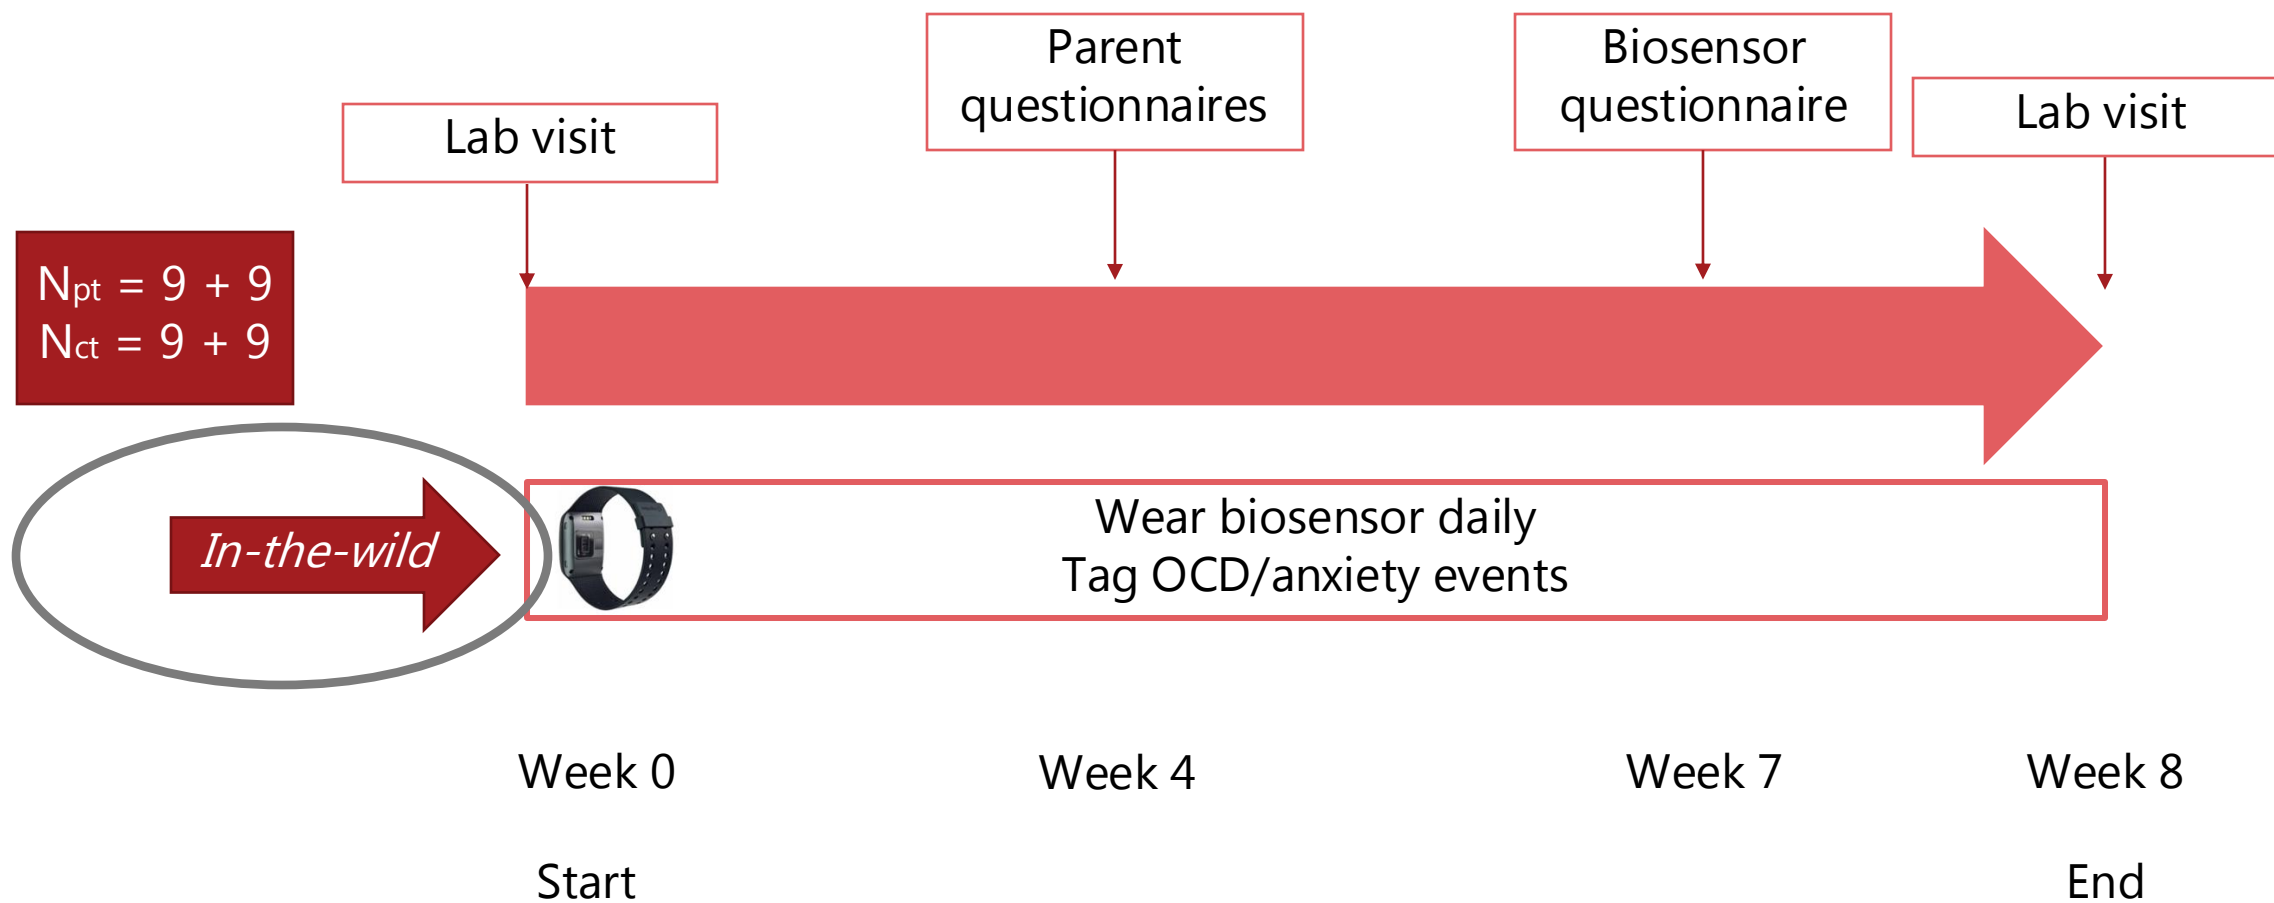 Parent
questionnaires
Biosensor
questionnaire
Lab visit
Lab visit
Npt = 9 + 9
Nct = 9 + 9
In-the-wild
Wear biosensor daily
Tag OCD/anxiety events
Week 0
Week 4
Week 7
Week 8
Start
End